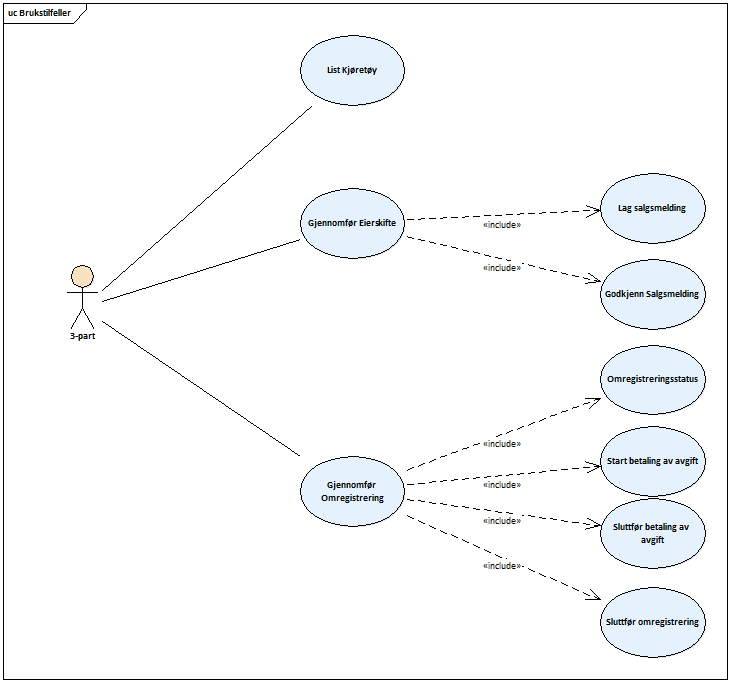 uc Brukstilfeller
List Kjøretøy
Gjennomfør Eierskifte
«include»
Lag salgsmelding
«include»
Godkjenn Salgsmelding
3-part
Omregistreringsstatus
«include»
Start betaling av avgift
«include»
Gjennomfør
Omregistrering
«include»
Sluttfør betaling av
avgift
«include»
Sluttfør omregistrering